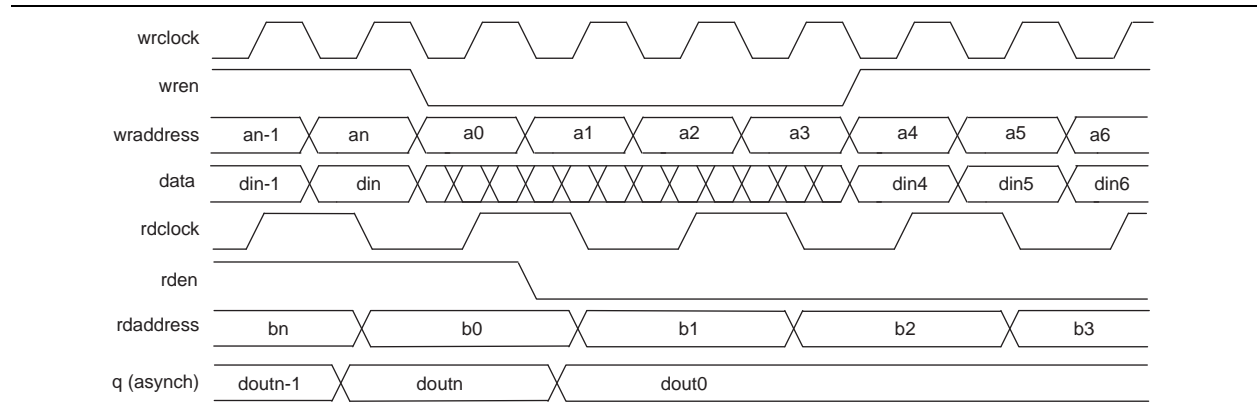 wrclock
wren
wraddress an-1 an a0 a1 a2 a3 a4 a5 a6
data din-1 din din4 din5 din6
rdclock
rden
rdaddress bn b0 b1 b2 b3
q (asynch) doutn-1 doutn dout0